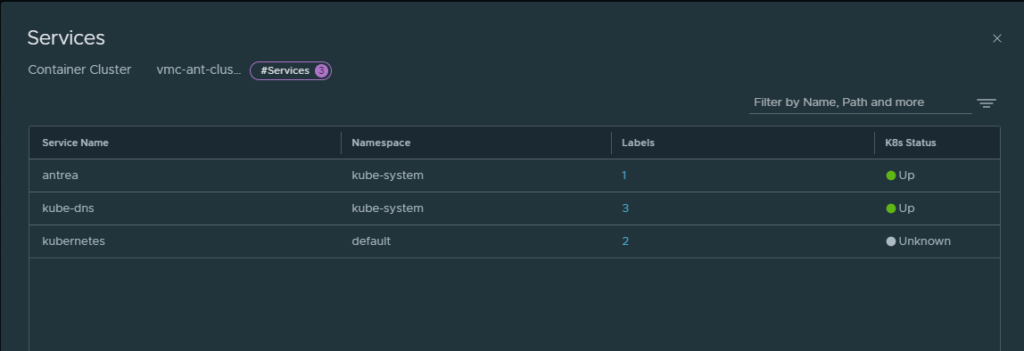 Services
Container Cluster vmc-ant-clus... #Services 3
Filter by Name, Path and more
Service Name Namespace Labels K8s Status
antrea kube-system 1 Up
kube-dns kube-system 3 Up
kubernetes default 2 Unknown